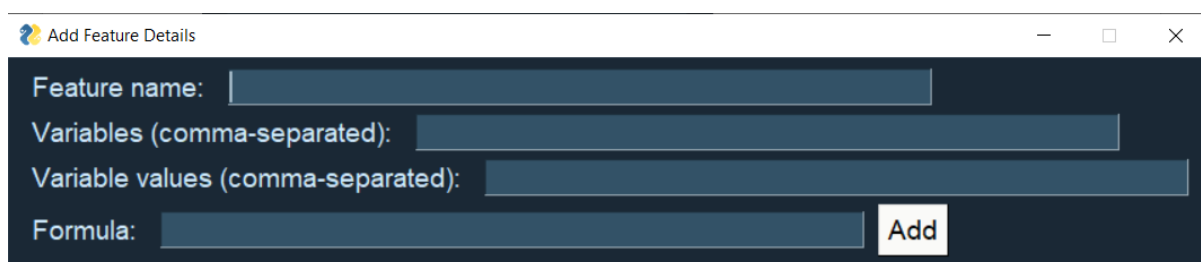 Add Feature Details
Feature name:
Variables (comma-separated):
Variable values (comma-separated):
Formula: Add